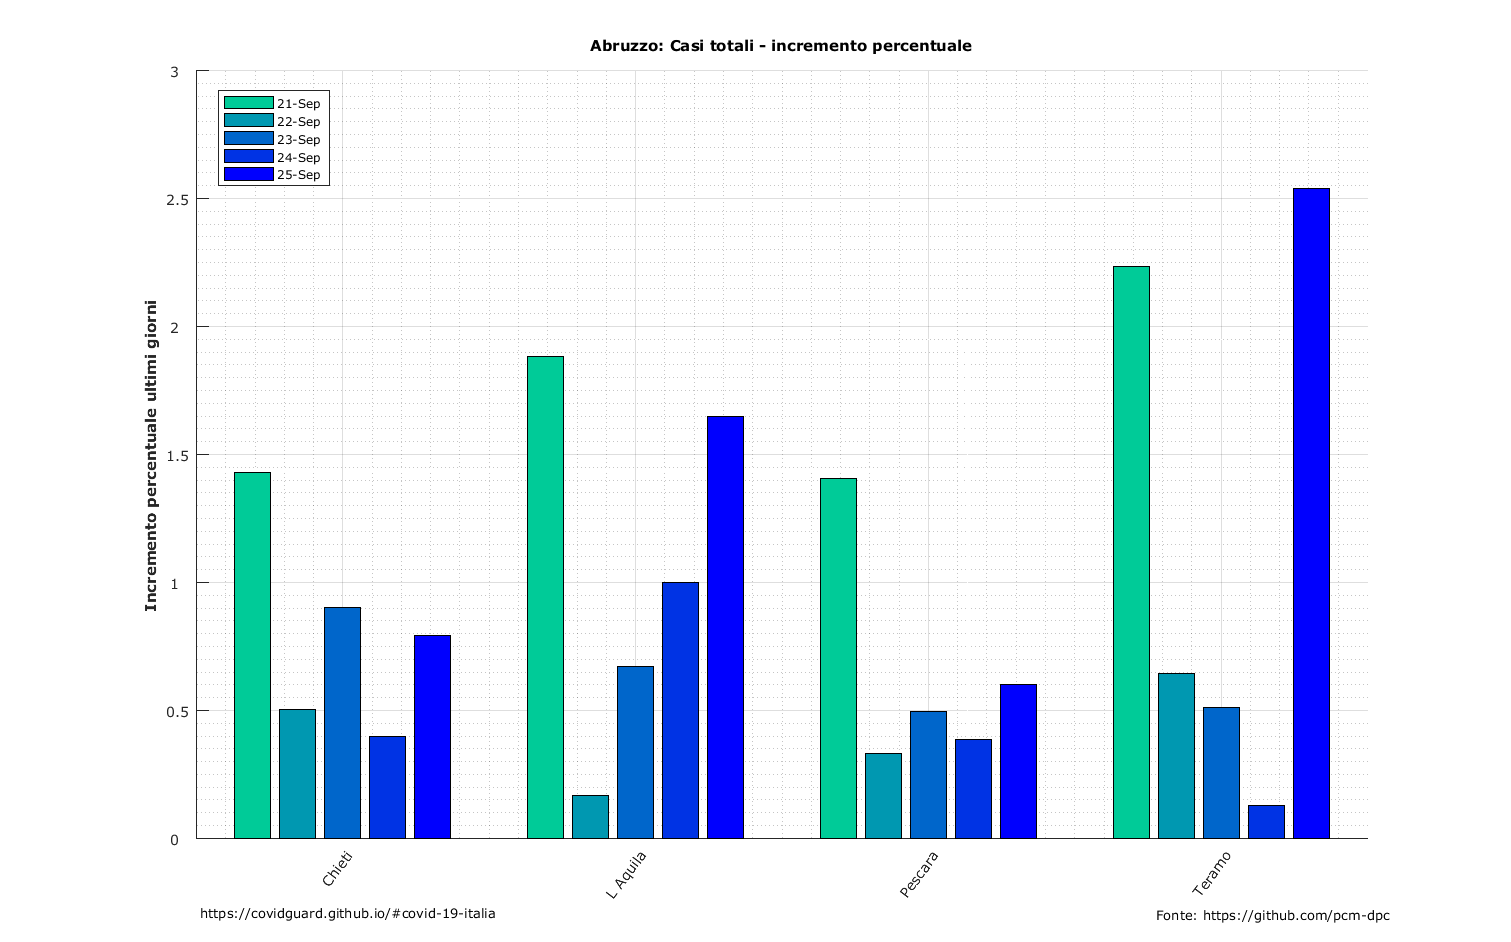 Abruzzo: Casi totali - incremento percentuale
21-Sep
22-Sep
23-Sep
24-Sep
25-Sep
Incremento percentuale ultimi giorni
3
2.5
2
1.5
1
0.5
0
Chieti
L Aquila
Pescara
Teramo
https://covidguard.github.io/#covid-19-italia
Fonte: https://github.com/pcm-dpc